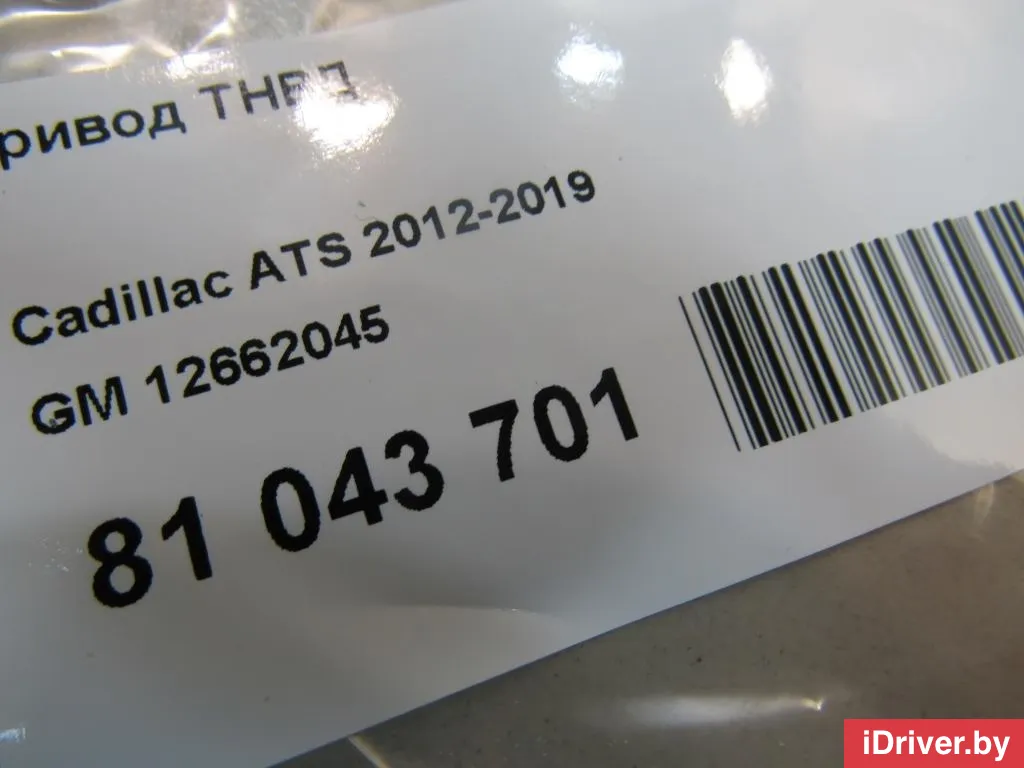 ривод ТНВД
Cadillac ATS 2012-2019
GM 12662045
81 043 701
iDriver.by